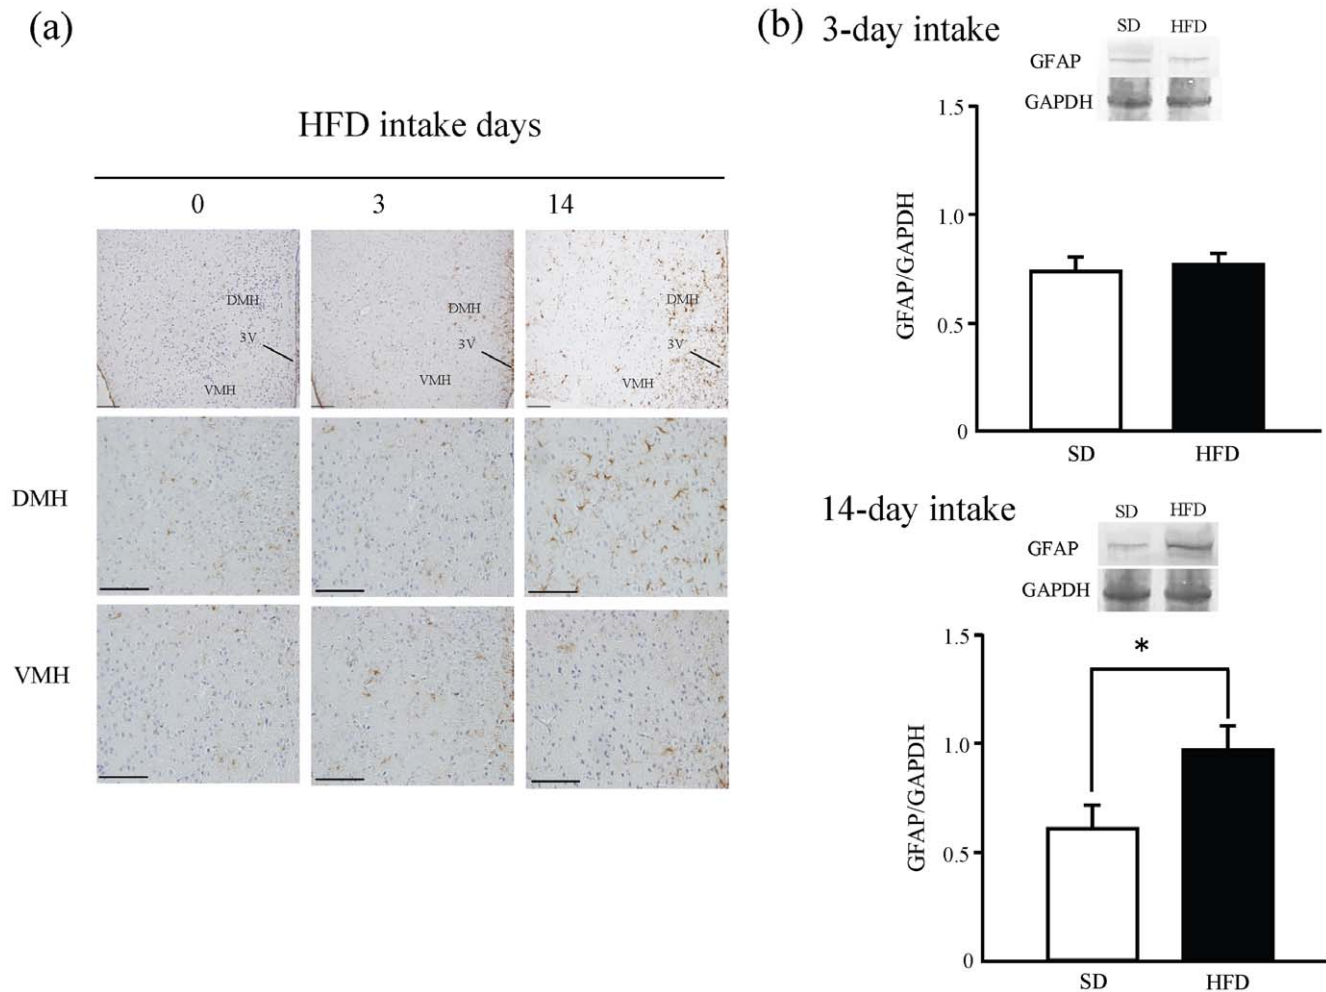 (a)
HFD intake days
0 3 14
DMH
3V
VMH
DMH
3V
VMH
DMH
3V
VMH
DMH
VMH
(b) 3-day intake
SD HFD
GFAP
GAPDH
1.5
1.0
0.5
0
GFAP/GAPDH
SD HFD
14-day intake
SD HFD
GFAP
GAPDH
*
1.5
1.0
0.5
0
GFAP/GAPDH
SD HFD